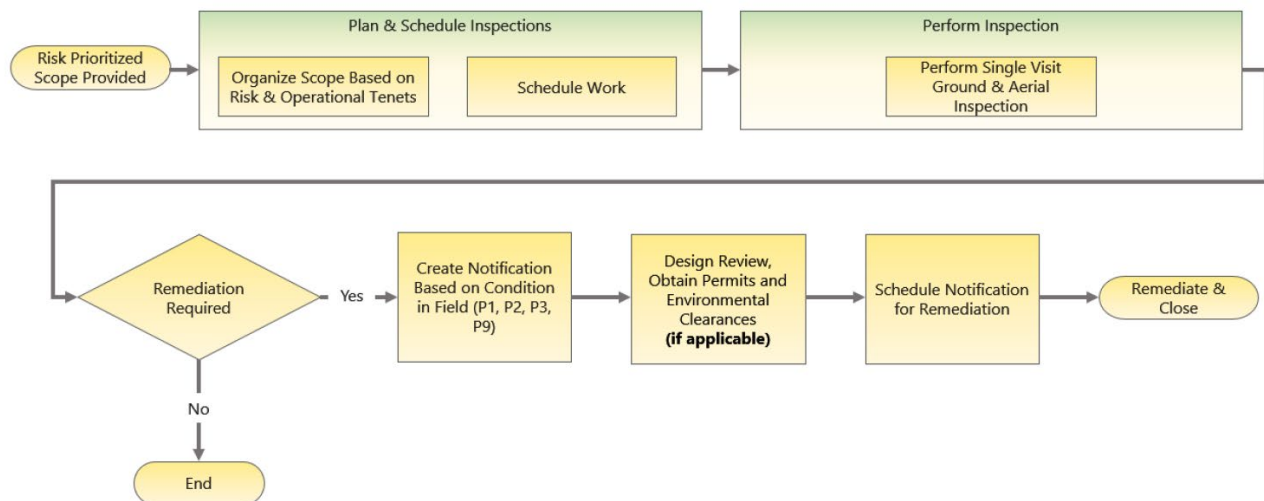 Plan & Schedule Inspections
Perform Inspection
Risk Prioritized
Scope Provided
Organize Scope Based on
Risk & Operational Tenets
Schedule Work
Perform Single Visit
Ground & Aerial
Inspection
Remediation
Required
Yes
Create Notification
Based on Condition
in Field (P1, P2, P3,
P9)
Design Review,
Obtain Permits and
Environmental
Clearances
(if applicable)
Schedule Notification
for Remediation
Remediate &
Close
No
End